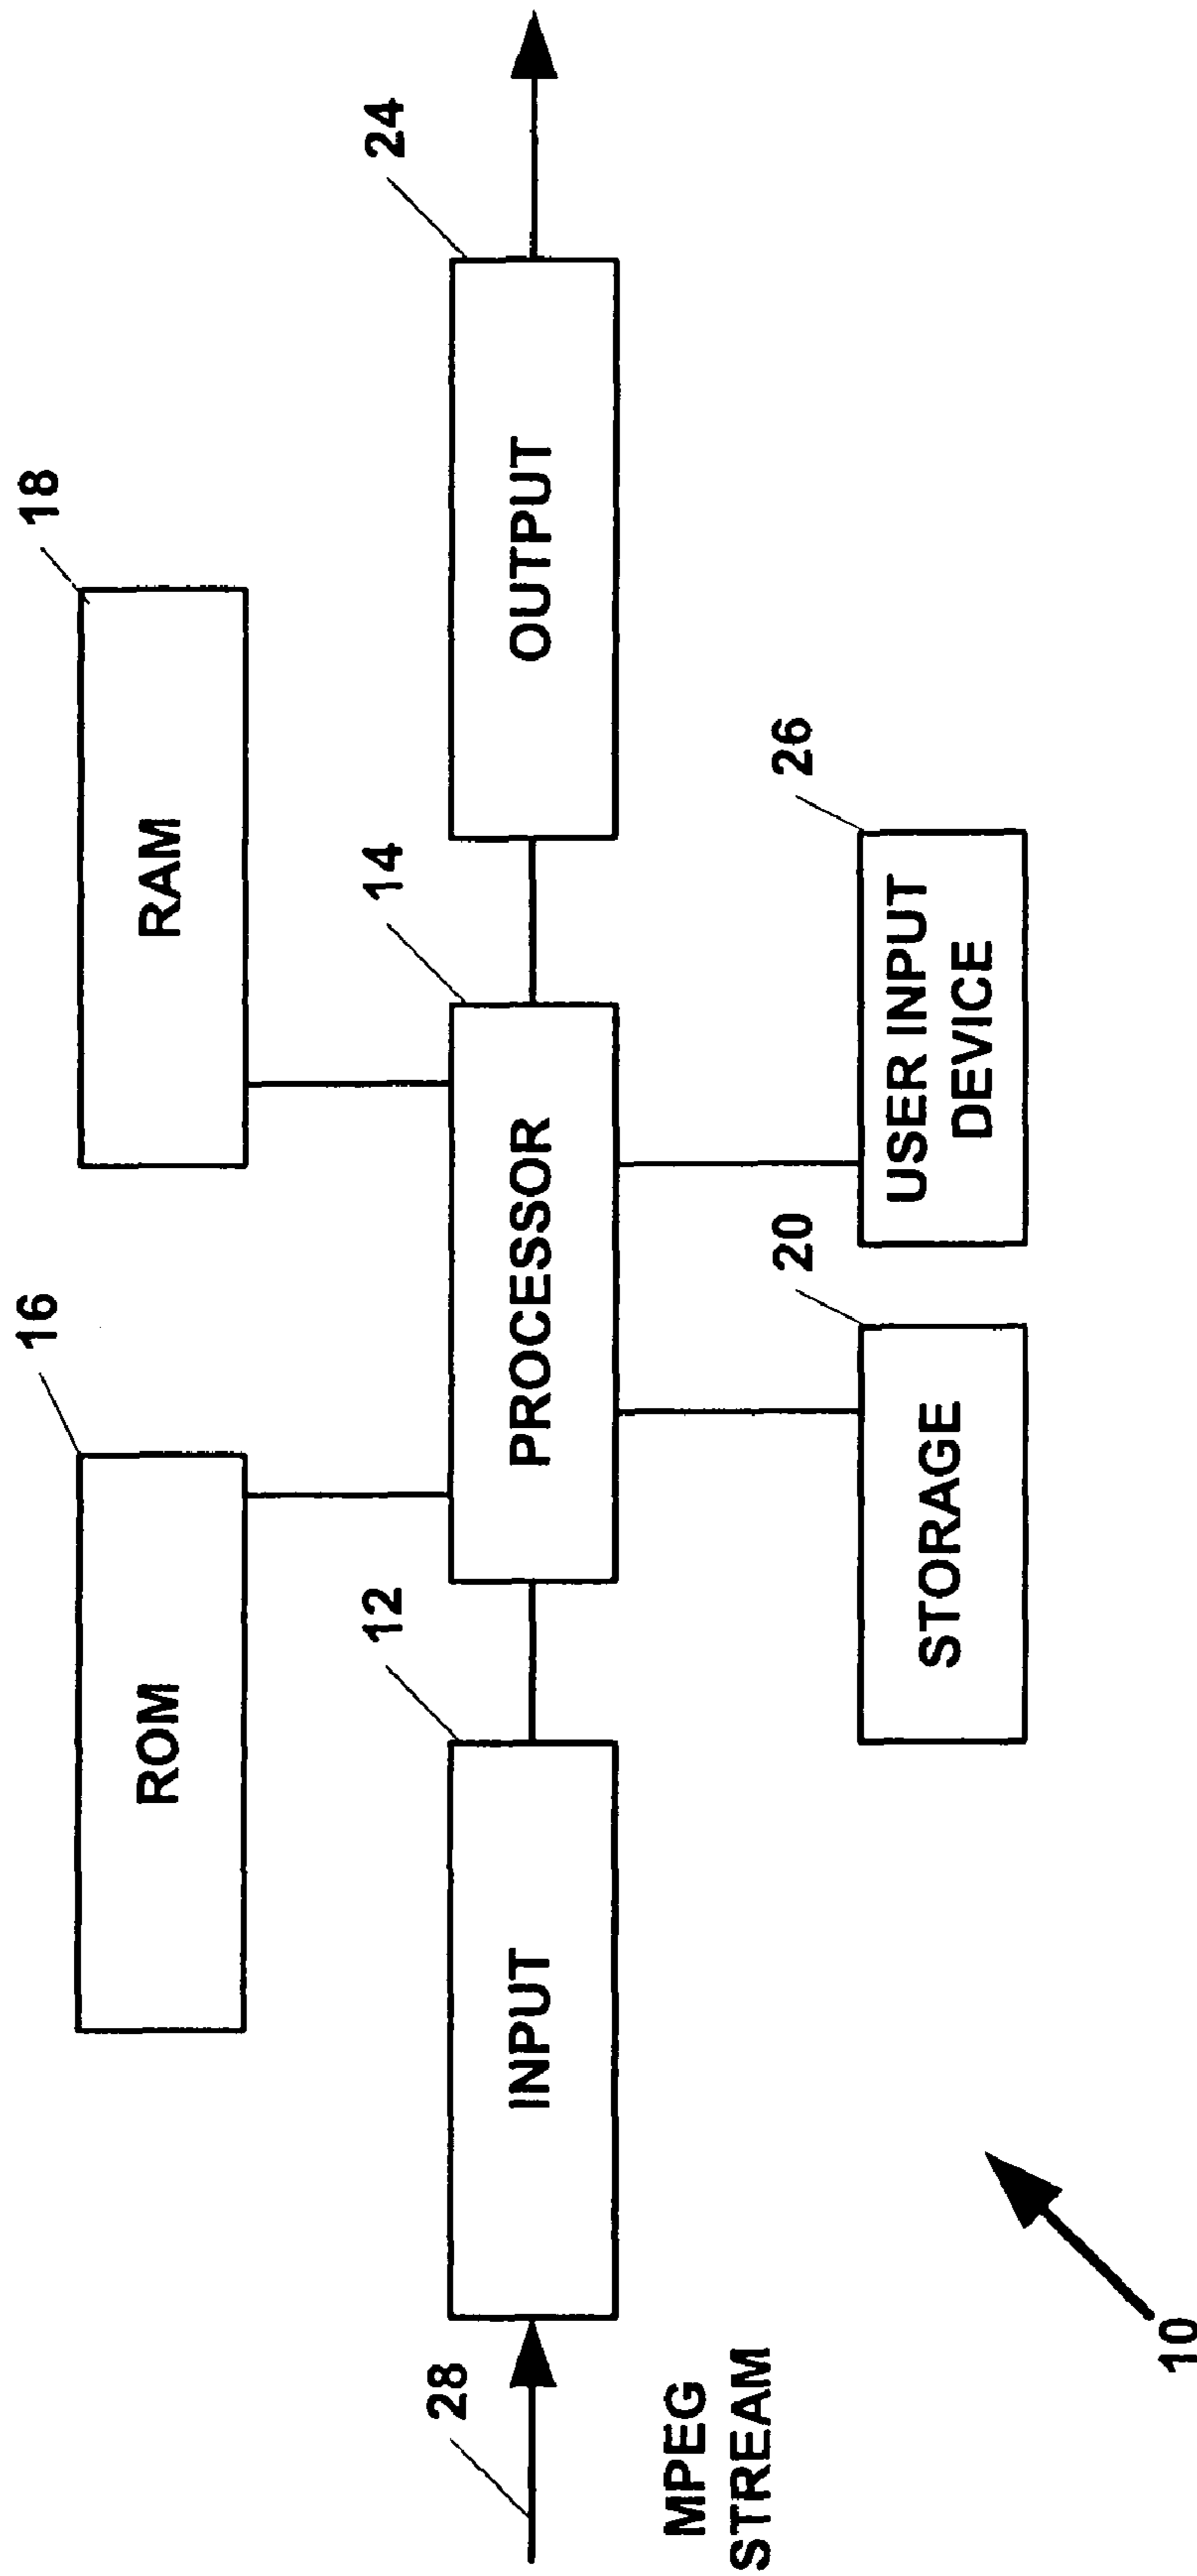 16
18
ROM
RAM
28
12
14
24
INPUT
PROCESSOR
OUTPUT
MPEG
STREAM
20
26
STORAGE
USER INPUT
DEVICE
10